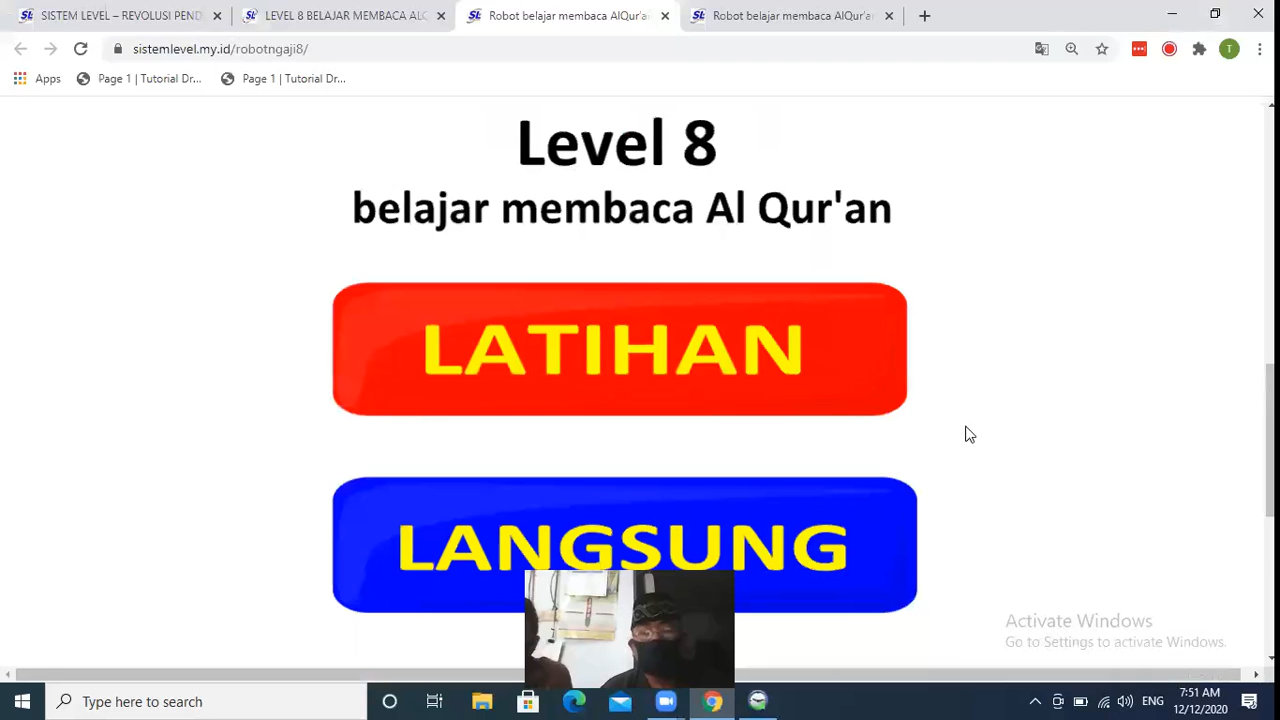 SISTEM LEVEL – REVOLUSI PEND
LEVEL 8 BELAJAR MEMBACA ALQ
Robot belajar membaca AlQur'an
Robot belajar membaca AlQur'an
sistemlevel.my.id/robotngaji8/
T
Apps
Page 1 | Tutorial Dr...
Page 1 | Tutorial Dr...
Level 8
belajar membaca Al Qur'an
LATIHAN
LANGSUNG
Activate Windows
Go to Settings to activate Windows.
Type here to search
ENG
7:51 AM
12/12/2020